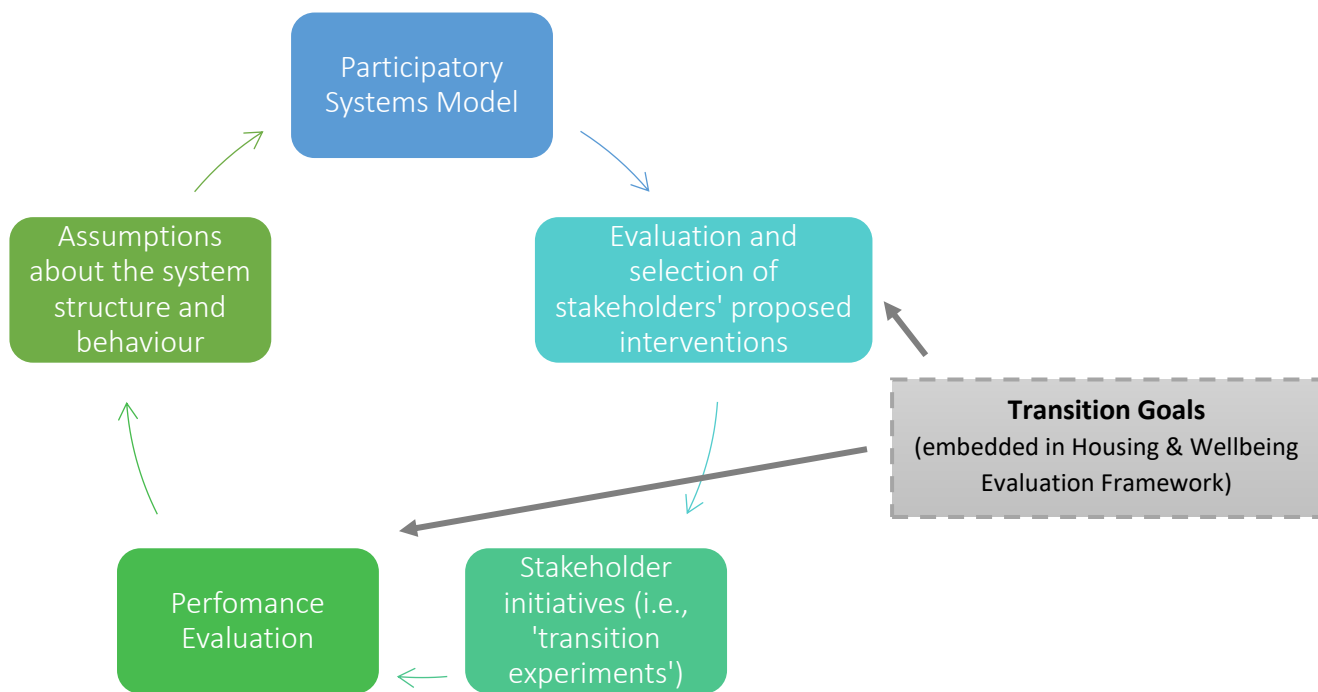 Participatory
Systems Model
Assumptions
about the system
structure and
behaviour
Evaluation and
selection of
stakeholders' proposed
interventions
Transition Goals
(embedded in Housing & Wellbeing
Evaluation Framework)
Perfomance
Evaluation
Stakeholder
initiatives (i.e.,
'transition
experiments')